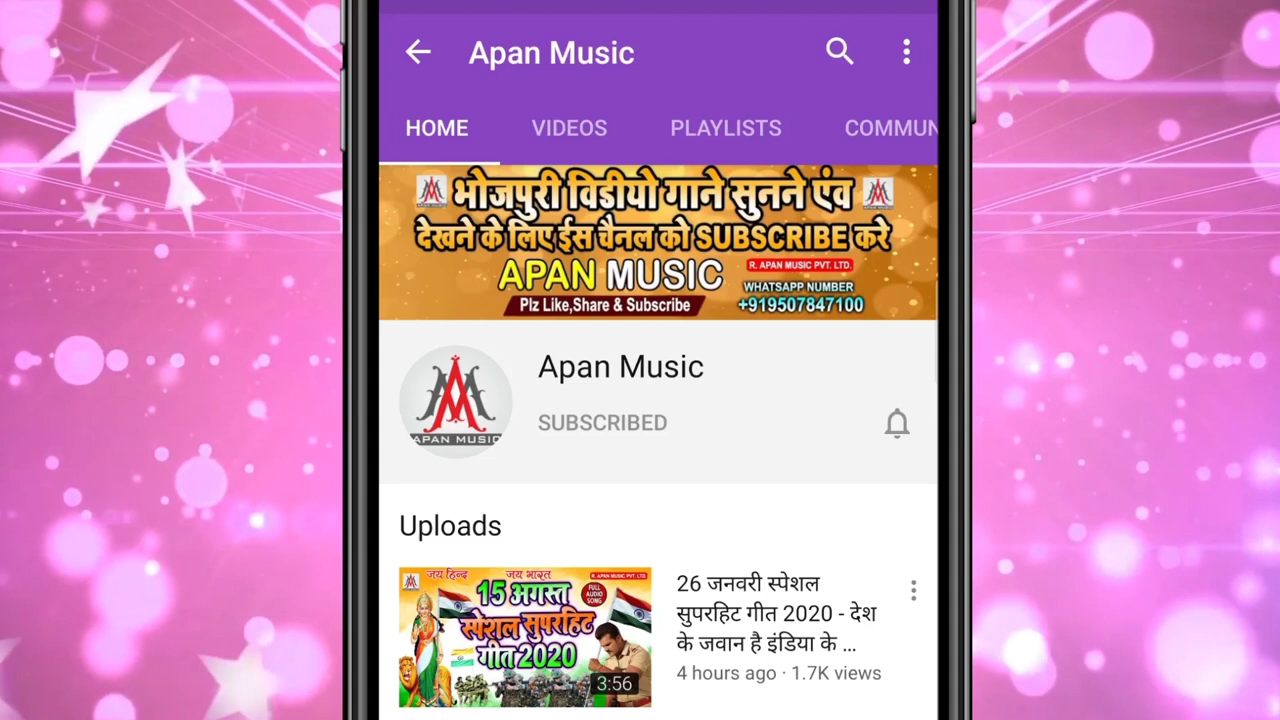 Apan Music
HOME VIDEOS PLAYLISTS COMMUN
भोजपुरी विडीयो गाने सुनने एंव
देखने के लिए ईस चैनल को SUBSCRIBE करे
APAN MUSIC
R. APAN MUSIC PVT. LTD.
WHATSAPP NUMBER
+919507847100
Plz Like,Share & Subscribe
Apan Music
SUBSCRIBED
APAN MUSIC
Uploads
जय हिन्द जय भारत
R. APAN MUSIC PVT. LTD
15 अगस्त
FULL
AUDIO
SONG
स्पेशल सुपरहिट
गीत 2020
3:56
26 जनवरी स्पेशल
सुपरहिट गीत 2020 - देश
के जवान है इंडिया के ...
4 hours ago · 1.7K views